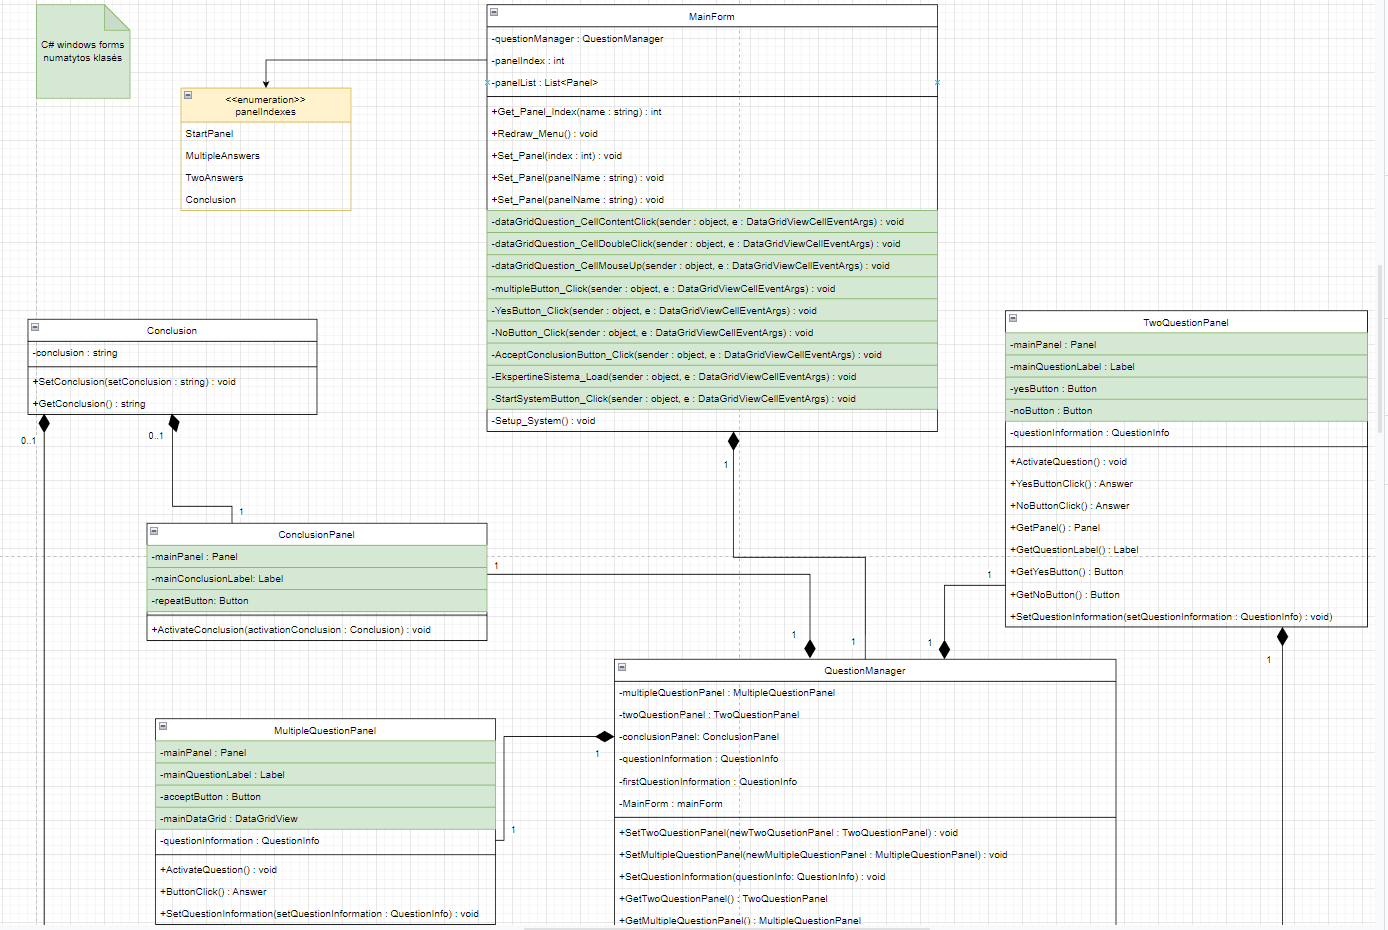 C# windows forms
numatytos klasės
<<enumeration>>
panelIndexes
StartPanel
MultipleAnswers
TwoAnswers
Conclusion
MainForm
-questionManager : QuestionManager
-panelIndex : int
-panelList : List<Panel>
+Get_Panel_Index(name : string) : int
+Redraw_Menu() : void
+Set_Panel(index : int) : void
+Set_Panel(panelName : string) : void
+Set_Panel(panelName : string) : void
-dataGridQuestion_CellContentClick(sender : object, e : DataGridViewCellEventArgs) : void
-dataGridQuestion_CellDoubleClick(sender : object, e : DataGridViewCellEventArgs) : void
-dataGridQuestion_CellMouseUp(sender : object, e : DataGridViewCellEventArgs) : void
-multipleButton_Click(sender : object, e : DataGridViewCellEventArgs) : void
-YesButton_Click(sender : object, e : DataGridViewCellEventArgs) : void
-NoButton_Click(sender : object, e : DataGridViewCellEventArgs) : void
-AcceptConclusionButton_Click(sender : object, e : DataGridViewCellEventArgs) : void
-EkspertineSistema_Load(sender : object, e : DataGridViewCellEventArgs) : void
-StartSystemButton_Click(sender : object, e : DataGridViewCellEventArgs) : void
-Setup_System() : void
1
Conclusion
-conclusion : string
+SetConclusion(setConclusion : string) : void
+GetConclusion() : string
0..1
0..1
1
TwoQuestionPanel
-mainPanel : Panel
-mainQuestionLabel : Label
-yesButton : Button
-noButton : Button
-questionInformation : QuestionInfo
+ActivateQuestion() : void
+YesButtonClick() : Answer
+NoButtonClick() : Answer
+GetPanel() : Panel
+GetQuestionLabel() : Label
+GetYesButton() : Button
+GetNoButton() : Button
+SetQuestionInformation(setQuestionInformation : QuestionInfo) : void)
1
1
ConclusionPanel
-mainPanel : Panel
-mainConclusionLabel: Label
-repeatButton: Button
+ActivateConclusion(activationConclusion : Conclusion) : void
1
1
1
1
QuestionManager
-multipleQuestionPanel : MultipleQuestionPanel
-twoQuestionPanel : TwoQuestionPanel
-conclusionPanel: ConclusionPanel
-questionInformation : QuestionInfo
-firstQuestionInformation : QuestionInfo
-MainForm : mainForm
+SetTwoQuestionPanel(newTwoQusetionPanel : TwoQuestionPanel) : void
+SetMultipleQuestionPanel(newMultipleQuestionPanel : MultipleQuestionPanel) : void
+SetQuestionInformation(questionInfo: QuestionInfo) : void
+GetTwoQuestionPanel() : TwoQuestionPanel
+GetMultipleQuestionPanel() : MultipleQuestionPanel
1
1
MultipleQuestionPanel
-mainPanel : Panel
-mainQuestionLabel : Label
-acceptButton : Button
-mainDataGrid : DataGridView
-questionInformation : QuestionInfo
+ActivateQuestion() : void
+ButtonClick() : Answer
+SetQuestionInformation(setQuestionInformation : QuestionInfo) : void